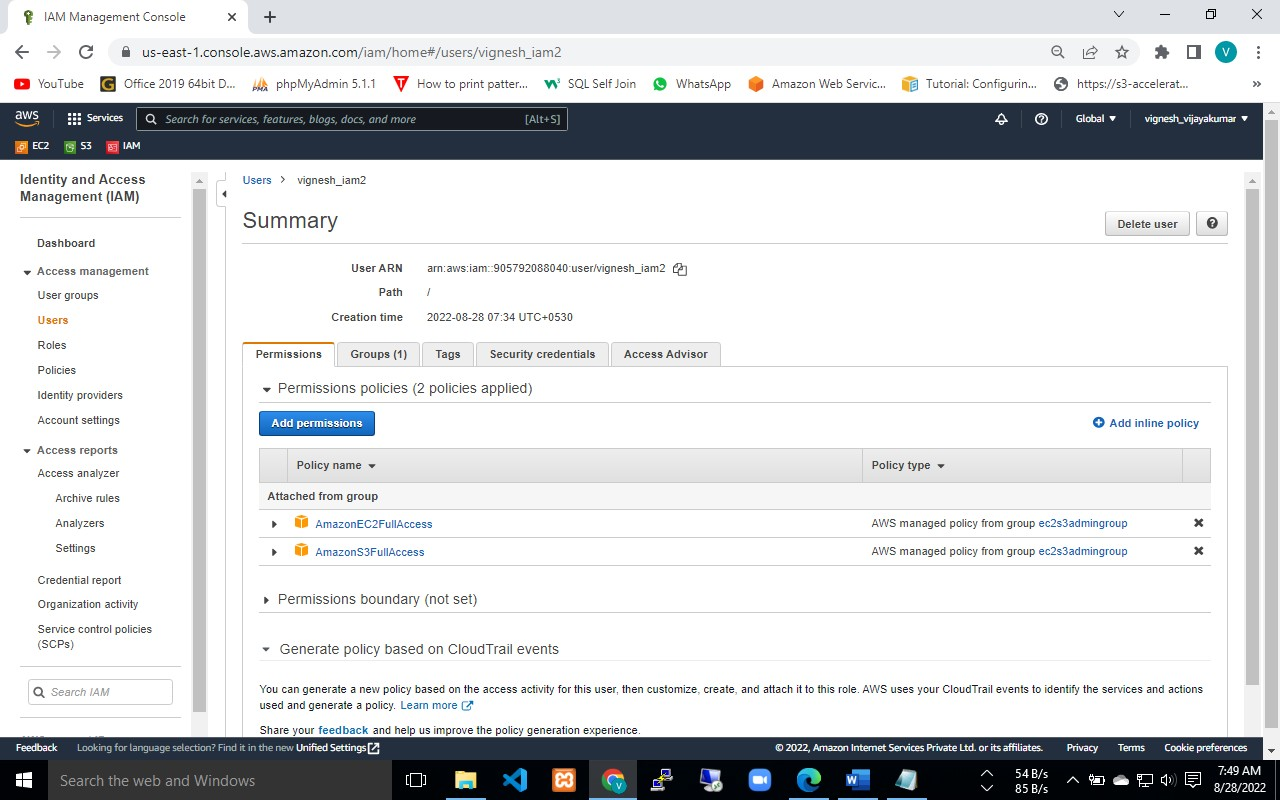 IAM Management Console
us-east-1.console.aws.amazon.com/iam/home#/users/vignesh_iam2
V
YouTube
Office 2019 64bit D...
phpMyAdmin 5.1.1
How to print patter...
SQL Self Join
WhatsApp
Amazon Web Servic...
Tutorial: Configurin...
https://s3-accelerat...
aws
Services
Search for services, features, blogs, docs, and more
[Alt+S]
Global
vignesh_vijayakumar
EC2
S3
IAM
Identity and Access
Management (IAM)
Dashboard
Access management
User groups
Users
Roles
Policies
Identity providers
Account settings
Access reports
Access analyzer
Archive rules
Analyzers
Settings
Credential report
Organization activity
Service control policies
(SCPs)
Search IAM
Users > vignesh_iam2
Summary
Delete user
User ARN arn:aws:iam::905792088040:user/vignesh_iam2
Path /
Creation time 2022-08-28 07:34 UTC+0530
Permissions
Groups (1)
Tags
Security credentials
Access Advisor
Permissions policies (2 policies applied)
Add permissions
Add inline policy
Policy name
Policy type
Attached from group
AmazonEC2FullAccess
AWS managed policy from group ec2s3admingroup
AmazonS3FullAccess
AWS managed policy from group ec2s3admingroup
Permissions boundary (not set)
Generate policy based on CloudTrail events
You can generate a new policy based on the access activity for this user, then customize, create, and attach it to this role. AWS uses your CloudTrail events to identify the services and actions
used and generate a policy. Learn more
Share your feedback and help us improve the policy generation experience.
Feedback
Looking for language selection? Find it in the new Unified Settings
© 2022, Amazon Internet Services Private Ltd. or its affiliates.
Privacy
Terms
Cookie preferences
Search the web and Windows
54 B/s
85 B/s
7:49 AM
8/28/2022